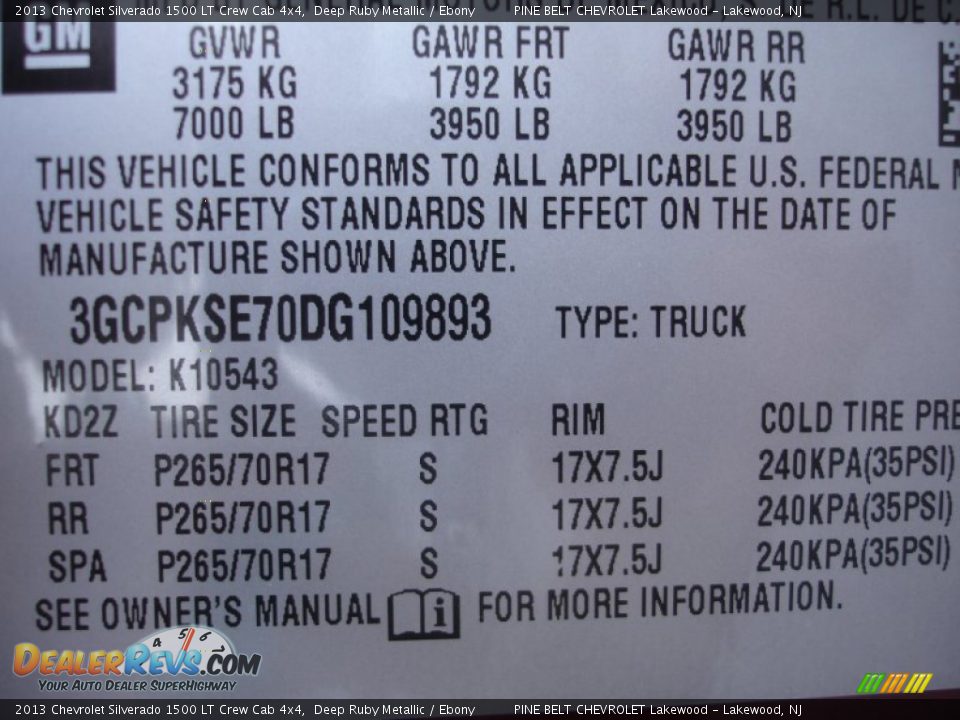 2013 Chevrolet Silverado 1500 LT Crew Cab 4x4,  Deep Ruby Metallic / Ebony        PINE BELT CHEVROLET Lakewood – Lakewood, NJ
R.L. DE C.
GM
GVWR GAWR FRT GAWR RR
3175 KG 1792 KG 1792 KG
7000 LB 3950 LB 3950 LB
THIS VEHICLE CONFORMS TO ALL APPLICABLE U.S. FEDERAL
VEHICLE SAFETY STANDARDS IN EFFECT ON THE DATE OF
MANUFACTURE SHOWN ABOVE.
3GCPKSE70DG109893 TYPE: TRUCK
MODEL: K10543
KD2Z TIRE SIZE SPEED RTG RIM COLD TIRE PRE
FRT P265/70R17 S 17X7.5J 240KPA(35PSI)
RR P265/70R17 S 17X7.5J 240KPA(35PSI)
SPA P265/70R17 S 17X7.5J 240KPA(35PSI)
SEE OWNER'S MANUAL i FOR MORE INFORMATION.
4 5 6 7
DEALERREVS.COM
YOUR AUTO DEALER SUPERHIGHWAY
2013 Chevrolet Silverado 1500 LT Crew Cab 4x4,  Deep Ruby Metallic / Ebony        PINE BELT CHEVROLET Lakewood – Lakewood, NJ